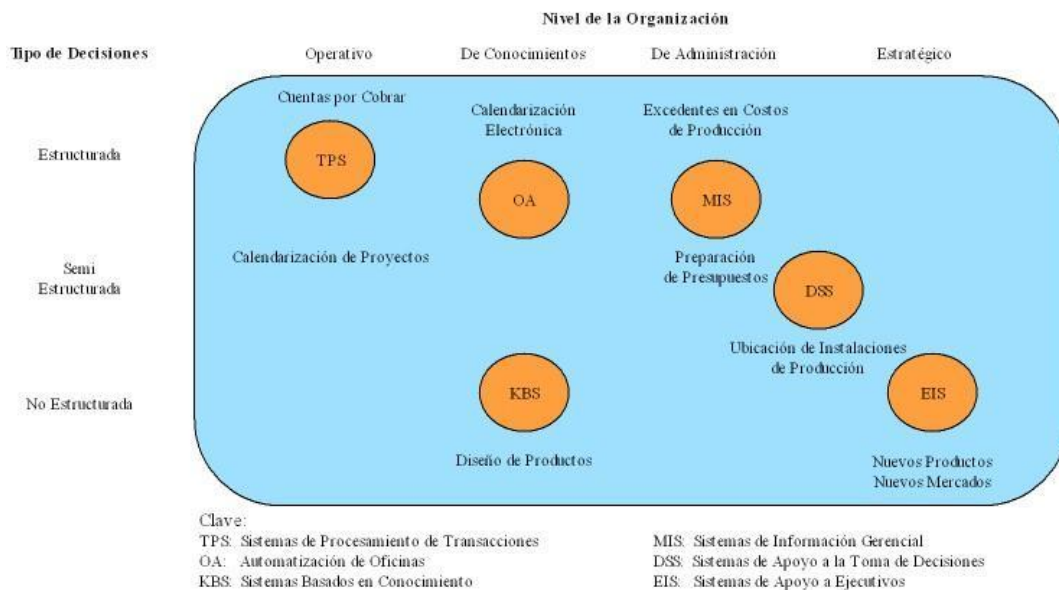 Nivel de la Organización
Tipo de Decisiones
Operativo
De Conocimientos
De Administración
Estratégico
Cuentas por Cobrar
Calendarización
Electrónica
Excedentes en Costos
de Producción
Estructurada
TPS
OA
MIS
Calendarización de Proyectos
Preparación
de Presupuestos
Semi
Estructurada
DSS
Ubicación de Instalaciones
de Producción
No Estructurada
KBS
EIS
Diseño de Productos
Nuevos Productos
Nuevos Mercados
Clave:
TPS: Sistemas de Procesamiento de Transacciones
OA: Automatización de Oficinas
KBS: Sistemas Basados en Conocimiento
MIS: Sistemas de Información Gerencial
DSS: Sistemas de Apoyo a la Toma de Decisiones
EIS: Sistemas de Apoyo a Ejecutivos